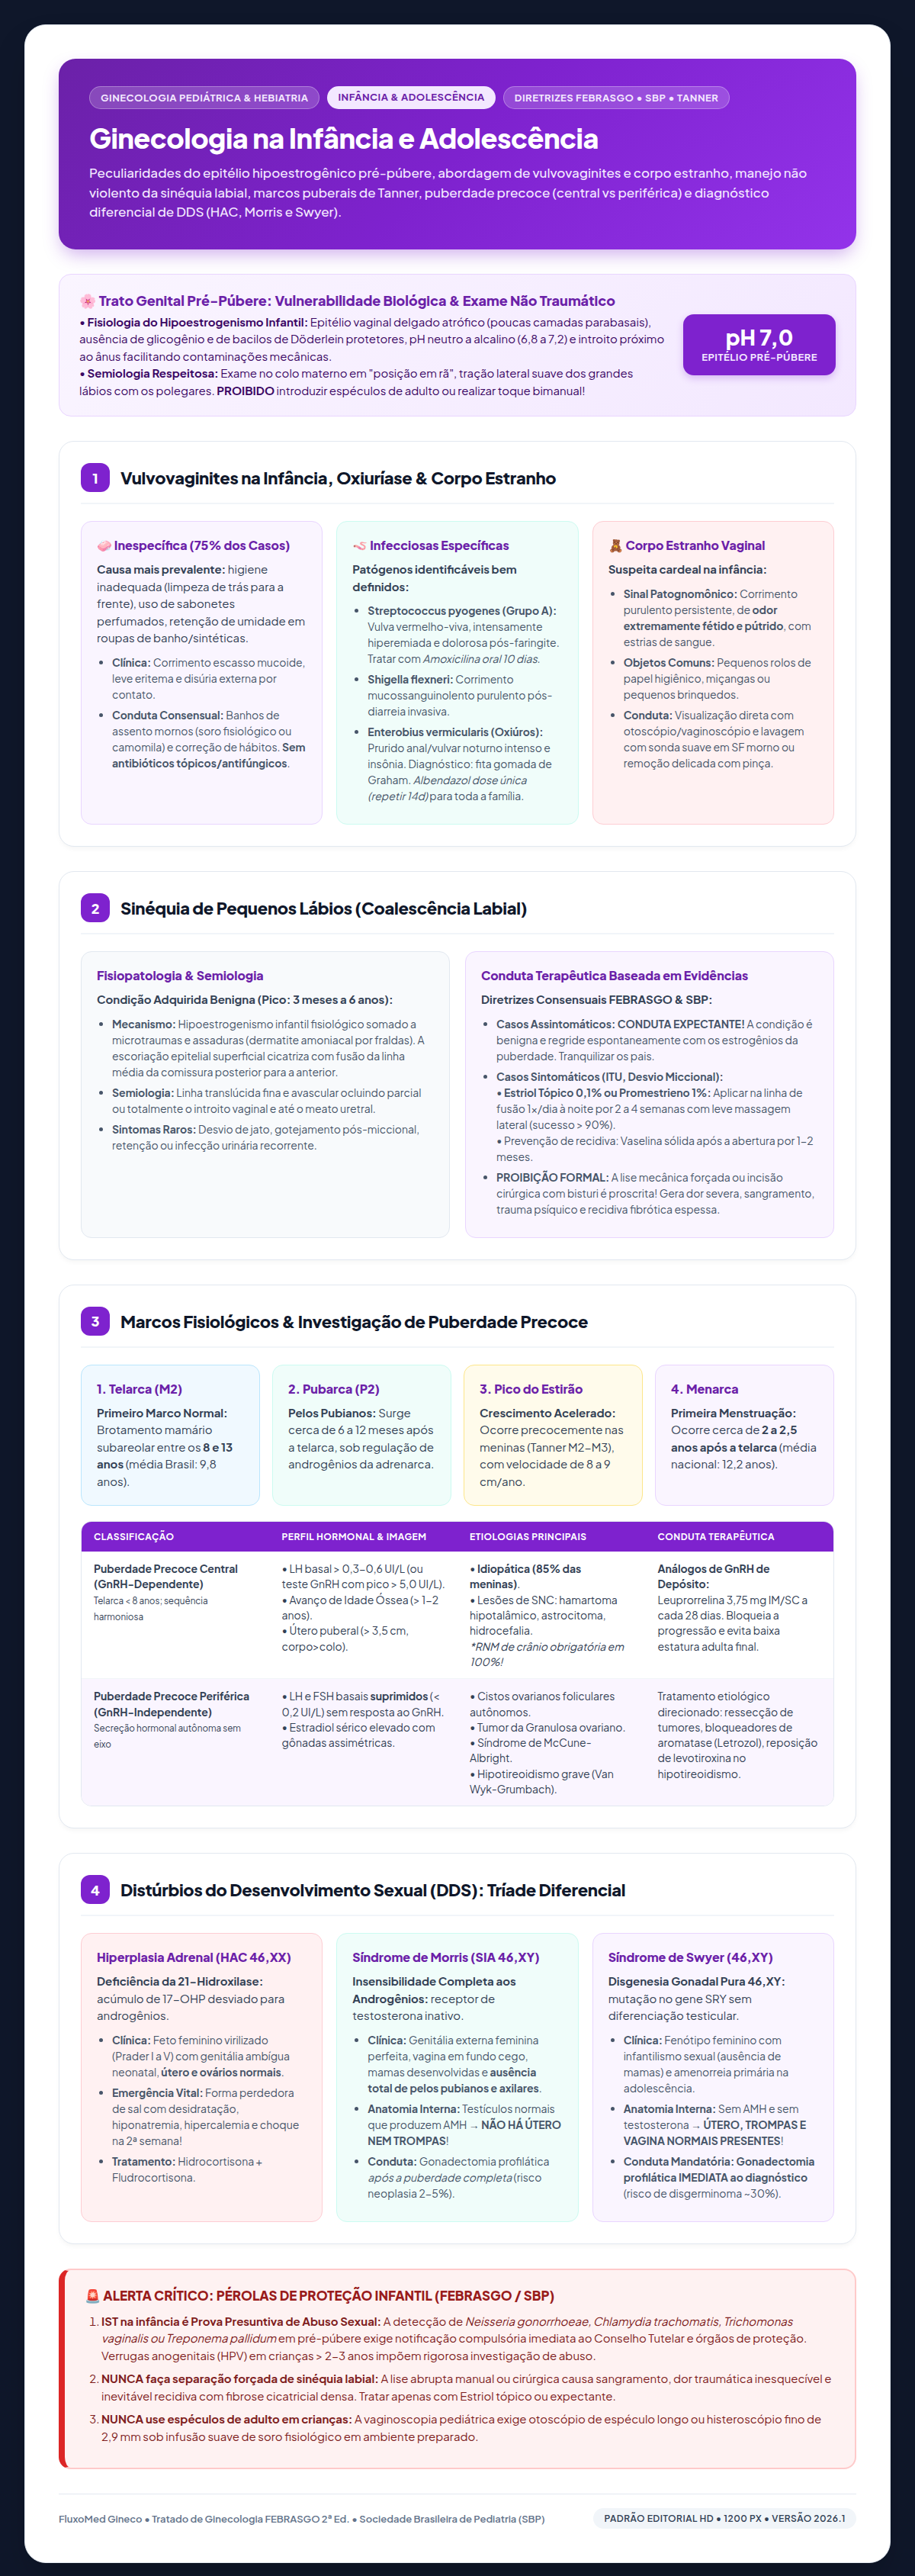 GINECOLOGIA PEDIÁTRICA & HEBIATRIA
INFÂNCIA & ADOLESCÊNCIA
DIRETRIZES FEBRASGO • SBP • TANNER
Ginecologia na Infância e Adolescência
Peculiaridades do epitélio hipoestrogênico pré-púbere, abordagem de vulvovaginites e corpo estranho, manejo não
violento da sinéquia labial, marcos puberais de Tanner, puberdade precoce (central vs periférica) e diagnóstico
diferencial de DDS (HAC, Morris e Swyer).
🌸 Trato Genital Pré-Púbere: Vulnerabilidade Biológica & Exame Não Traumático
• Fisiologia do Hipoestrogenismo Infantil: Epitélio vaginal delgado atrófico (poucas camadas parabasais),
ausência de glicogênio e de bacilos de Döderlein protetores, pH neutro a alcalino (6,8 a 7,2) e introito próximo
ao ânus facilitando contaminações mecânicas.
• Semiologia Respeitosa: Exame no colo materno em "posição em rã", tração lateral suave dos grandes
lábios com os polegares. PROIBIDO introduzir espéculos de adulto ou realizar toque bimanual!
pH 7,0
EPITÉLIO PRÉ-PÚBERE
1
Vulvovaginites na Infância, Oxiuríase & Corpo Estranho
🧼 Inespecífica (75% dos Casos)
Causa mais prevalente: higiene
inadequada (limpeza de trás para a
frente), uso de sabonetes
perfumados, retenção de umidade em
roupas de banho/sintéticas.
• Clínica: Corrimento escasso mucoide,
leve eritema e disúria externa por
contato.
• Conduta Consensual: Banhos de
assento mornos (soro fisiológico ou
camomila) e correção de hábitos. Sem
antibióticos tópicos/antifúngicos.
🪱 Infecciosas Específicas
Patógenos identificáveis bem
definidos:
• Streptococcus pyogenes (Grupo A):
Vulva vermelho-viva, intensamente
hiperemiada e dolorosa pós-faringite.
Tratar com Amoxicilina oral 10 dias.
• Shigella flexneri: Corrimento
mucossanguinolento purulento pós-
diarreia invasiva.
• Enterobius vermicularis (Oxiúros):
Prurido anal/vulvar noturno intenso e
insônia. Diagnóstico: fita gomada de
Graham. Albendazol dose única
(repetir 14d) para toda a família.
🧸 Corpo Estranho Vaginal
Suspeita cardeal na infância:
• Sinal Patognomônico: Corrimento
purulento persistente, de odor
extremamente fétido e pútrido, com
estrias de sangue.
• Objetos Comuns: Pequenos rolos de
papel higiênico, miçangas ou
pequenos brinquedos.
• Conduta: Visualização direta com
otoscópio/vaginoscópio e lavagem
com sonda suave em SF morno ou
remoção delicada com pinça.
2
Sinéquia de Pequenos Lábios (Coalescência Labial)
Fisiopatologia & Semiologia
Condição Adquirida Benigna (Pico: 3 meses a 6 anos):
• Mecanismo: Hipoestrogenismo infantil fisiológico somado a
microtraumas e assaduras (dermatite amoniacal por fraldas). A
escoriação epitelial superficial cicatriza com fusão da linha
média da comissura posterior para a anterior.
• Semiologia: Linha translúcida fina e avascular ocluindo parcial
ou totalmente o introito vaginal e até o meato uretral.
• Sintomas Raros: Desvio de jato, gotejamento pós-miccional,
retenção ou infecção urinária recorrente.
Conduta Terapêutica Baseada em Evidências
Diretrizes Consensuais FEBRASGO & SBP:
• Casos Assintomáticos: CONDUTA EXPECTANTE! A condição é
benigna e regride espontaneamente com os estrogênios da
puberdade. Tranquilizar os pais.
• Casos Sintomáticos (ITU, Desvio Miccional):
• Estriol Tópico 0,1% ou Promestrieno 1%: Aplicar na linha de
fusão 1x/dia à noite por 2 a 4 semanas com leve massagem
lateral (sucesso > 90%).
• Prevenção de recidiva: Vaselina sólida após a abertura por 1-2
meses.
• PROIBIÇÃO FORMAL: A lise mecânica forçada ou incisão
cirúrgica com bisturi é proscrita! Gera dor severa, sangramento,
trauma psíquico e recidiva fibrótica espessa.
3
Marcos Fisiológicos & Investigação de Puberdade Precoce
1. Telarca (M2)
Primeiro Marco Normal:
Brotamento mamário
subareolar entre os 8 e 13
anos (média Brasil: 9,8
anos).
2. Pubarca (P2)
Pelos Pubianos: Surge
cerca de 6 a 12 meses após
a telarca, sob regulação de
androgênios da adrenarca.
3. Pico do Estirão
Crescimento Acelerado:
Ocorre precocemente nas
meninas (Tanner M2-M3),
com velocidade de 8 a 9
cm/ano.
4. Menarca
Primeira Menstruação:
Ocorre cerca de 2 a 2,5
anos após a telarca (média
nacional: 12,2 anos).
CLASSIFICAÇÃO
PERFIL HORMONAL & IMAGEM
ETIOLOGIAS PRINCIPAIS
CONDUTA TERAPÊUTICA
Puberdade Precoce Central
(GnRH-Dependente)
Telarca < 8 anos; sequência
harmoniosa
• LH basal > 0,3-0,6 UI/L (ou
teste GnRH com pico > 5,0 UI/L).
• Avanço de Idade Óssea (> 1-2
anos).
• Útero puberal (> 3,5 cm,
corpo>colo).
• Idiopática (85% das
meninas).
• Lesões de SNC: hamartoma
hipotalâmico, astrocitoma,
hidrocefalia.
*RNM de crânio obrigatória em
100%!
Análogos de GnRH de
Depósito:
Leuprorrelina 3,75 mg IM/SC a
cada 28 dias. Bloqueia a
progressão e evita baixa
estatura adulta final.
Puberdade Precoce Periférica
(GnRH-Independente)
Secreção hormonal autônoma sem
eixo
• LH e FSH basais suprimidos (<
0,2 UI/L) sem resposta ao GnRH.
• Estradiol sérico elevado com
gônadas assimétricas.
• Cistos ovarianos foliculares
autônomos.
• Tumor da Granulosa ovariano.
• Síndrome de McCune-
Albright.
• Hipotireoidismo grave (Van
Wyk-Grumbach).
Tratamento etiológico
direcionado: ressecção de
tumores, bloqueadores de
aromatase (Letrozol), reposição
de levotiroxina no
hipotireoidismo.
4
Distúrbios do Desenvolvimento Sexual (DDS): Tríade Diferencial
Hiperplasia Adrenal (HAC 46,XX)
Deficiência da 21-Hidroxilase:
acúmulo de 17-OHP desviado para
androgênios.
• Clínica: Feto feminino virilizado
(Prader I a V) com genitália ambígua
neonatal, útero e ovários normais.
• Emergência Vital: Forma perdedora
de sal com desidratação,
hiponatremia, hipercalemia e choque
na 2ª semana!
• Tratamento: Hidrocortisona +
Fludrocortisona.
Síndrome de Morris (SIA 46,XY)
Insensibilidade Completa aos
Androgênios: receptor de
testosterona inativo.
• Clínica: Genitália externa feminina
perfeita, vagina em fundo cego,
mamas desenvolvidas e ausência
total de pelos pubianos e axilares.
• Anatomia Interna: Testículos normais
que produzem AMH → NÃO HÁ ÚTERO
NEM TROMPAS!
• Conduta: Gonadectomia profilática
após a puberdade completa (risco
neoplasia 2-5%).
Síndrome de Swyer (46,XY)
Disgenesia Gonadal Pura 46,XY:
mutação no gene SRY sem
diferenciação testicular.
• Clínica: Fenótipo feminino com
infantilismo sexual (ausência de
mamas) e amenorreia primária na
adolescência.
• Anatomia Interna: Sem AMH e sem
testosterona → ÚTERO, TROMPAS E
VAGINA NORMAIS PRESENTES!
• Conduta Mandatória: Gonadectomia
profilática IMEDIATA ao diagnóstico
(risco de disgerminoma ~30%).
🚨 ALERTA CRÍTICO: PÉROLAS DE PROTEÇÃO INFANTIL (FEBRASGO / SBP)
1. IST na infância é Prova Presuntiva de Abuso Sexual: A detecção de Neisseria gonorrhoeae, Chlamydia trachomatis, Trichomonas
vaginalis ou Treponema pallidum em pré-púbere exige notificação compulsória imediata ao Conselho Tutelar e órgãos de proteção.
Verrugas anogenitais (HPV) em crianças > 2-3 anos impõem rigorosa investigação de abuso.
2. NUNCA faça separação forçada de sinéquia labial: A lise abrupta manual ou cirúrgica causa sangramento, dor traumática inesquecível e
inevitável recidiva com fibrose cicatricial densa. Tratar apenas com Estriol tópico ou expectante.
3. NUNCA use espéculos de adulto em crianças: A vaginoscopia pediátrica exige otoscópio de espéculo longo ou histeroscópio fino de
2,9 mm sob infusão suave de soro fisiológico em ambiente preparado.
FluxoMed Gineco • Tratado de Ginecologia FEBRASGO 2ª Ed. • Sociedade Brasileira de Pediatria (SBP)
PADRÃO EDITORIAL HD • 1200 PX • VERSÃO 2026.1